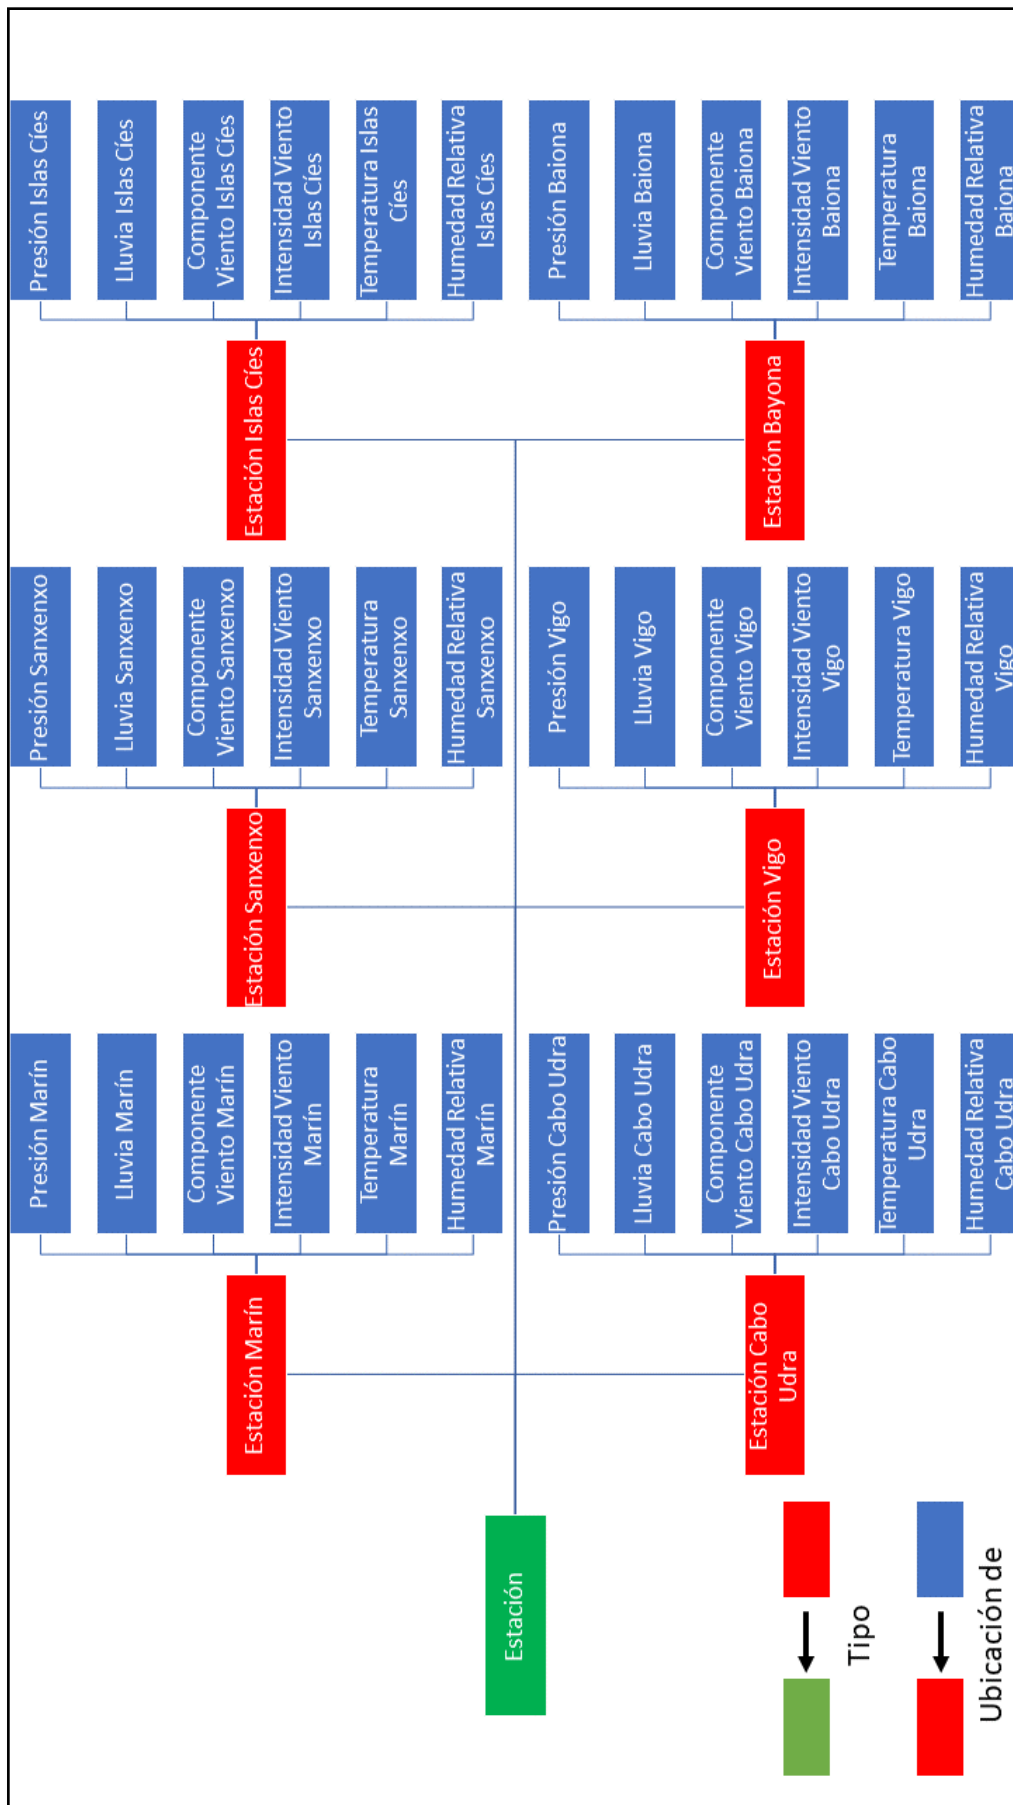 Estación
Estación Marín
Presión Marín
Lluvia Marín
Componente
Viento Marín
Intensidad Viento
Marín
Temperatura
Marín
Humedad Relativa
Marín
Estación Sanxenxo
Presión Sanxenxo
Lluvia Sanxenxo
Componente
Viento Sanxenxo
Intensidad Viento
Sanxenxo
Temperatura
Sanxenxo
Humedad Relativa
Sanxenxo
Estación Islas Cíes
Presión Islas Cíes
Lluvia Islas Cíes
Componente
Viento Islas Cíes
Intensidad Viento
Islas Cíes
Temperatura Islas
Cíes
Humedad Relativa
Islas Cíes
Estación Cabo
Udra
Presión Cabo Udra
Lluvia Cabo Udra
Componente
Viento Cabo Udra
Intensidad Viento
Cabo Udra
Temperatura Cabo
Udra
Humedad Relativa
Cabo Udra
Estación Vigo
Presión Vigo
Lluvia Vigo
Componente
Viento Vigo
Intensidad Viento
Vigo
Temperatura Vigo
Humedad Relativa
Vigo
Estación Bayona
Presión Baiona
Lluvia Baiona
Componente
Viento Baiona
Intensidad Viento
Baiona
Temperatura
Baiona
Humedad Relativa
Baiona
Tipo
Ubicación de